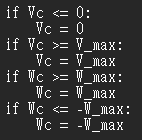 if Vc <= 0:
    Vc = 0
if Vc >= V_max:
    Vc = V_max
if Wc >= W_max:
    Wc = W_max
if Wc <= -W_max:
    Wc = -W_max